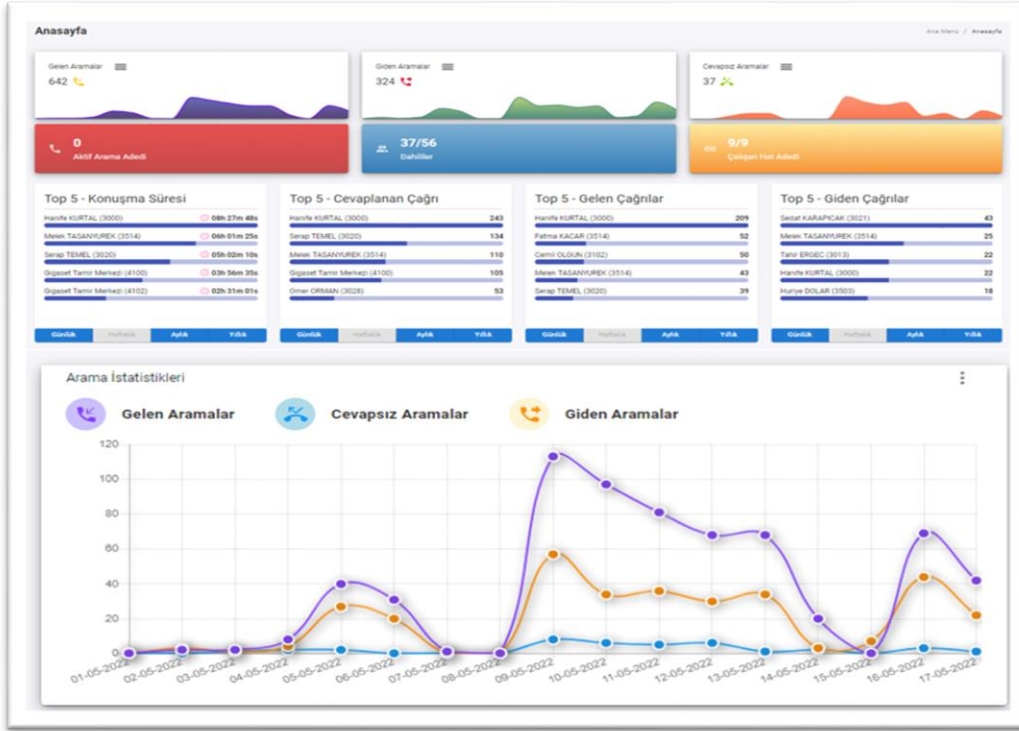 Anasayfa
Ana Menü / Anasayfa
Gelen Aramalar
642
Giden Aramalar
324
Cevapsız Aramalar
37
0
Aktif Arama Adedi
37/56
Dahililer
9/9
Çalışan Hat Adedi
Top 5 - Konuşma Süresi
Hanife KURTAL (3000) 08h 27m 48s
Melek TASANYUREK (3514) 06h 01m 25s
Serap TEMEL (3020) 05h 02m 10s
Gigaset Tamir Merkezi (4100) 03h 56m 35s
Gigaset Tamir Merkezi (4102) 02h 31m 01s
Günlük Haftalık Aylık Yıllık
Top 5 - Cevaplanan Çağrı
Hanife KURTAL (3000) 243
Serap TEMEL (3020) 134
Melek TASANYUREK (3514) 110
Gigaset Tamir Merkezi (4100) 105
Omer ORMAN (3028) 53
Günlük Haftalık Aylık Yıllık
Top 5 - Gelen Çağrılar
Hanife KURTAL (3000) 209
Fatma KACAR (3514) 52
Cemil OLGUN (3102) 50
Melek TASANYUREK (3514) 43
Serap TEMEL (3020) 39
Günlük Haftalık Aylık Yıllık
Top 5 - Giden Çağrılar
Sedat KARAPICAK (3021) 43
Melek TASANYUREK (3514) 25
Tahir ERGEC (3013) 22
Hanife KURTAL (3000) 22
Huriye DOLAR (3503) 18
Günlük Haftalık Aylık Yıllık
Arama İstatistikleri
Gelen Aramalar
Cevapsız Aramalar
Giden Aramalar
120
100
80
60
40
20
0
01-05-2022
02-05-2022
03-05-2022
04-05-2022
05-05-2022
06-05-2022
07-05-2022
08-05-2022
09-05-2022
10-05-2022
11-05-2022
12-05-2022
13-05-2022
14-05-2022
15-05-2022
16-05-2022
17-05-2022